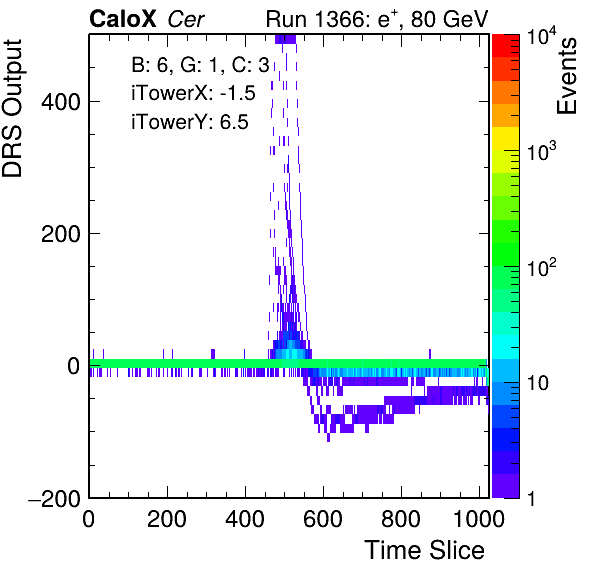 CaloX Cer
Run 1366: e⁺, 80 GeV
B: 6, G: 1, C: 3
iTowerX: -1.5
iTowerY: 6.5
DRS Output
400
200
0
−200
0 200 400 600 800 1000
Time Slice
Events
10⁴
10³
10²
10
1